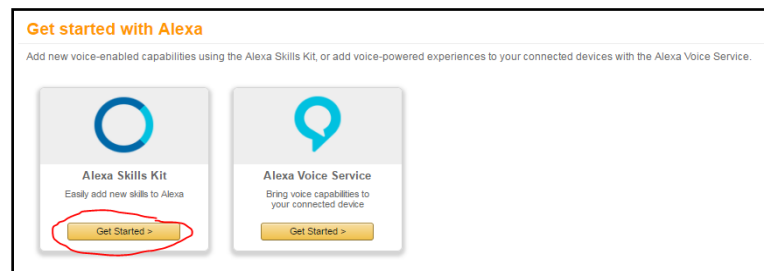 Get started with Alexa
Add new voice-enabled capabilities using the Alexa Skills Kit, or add voice-powered experiences to your connected devices with the Alexa Voice Service.
Alexa Skills Kit
Easily add new skills to Alexa
Get Started >
Alexa Voice Service
Bring voice capabilities to
your connected device
Get Started >